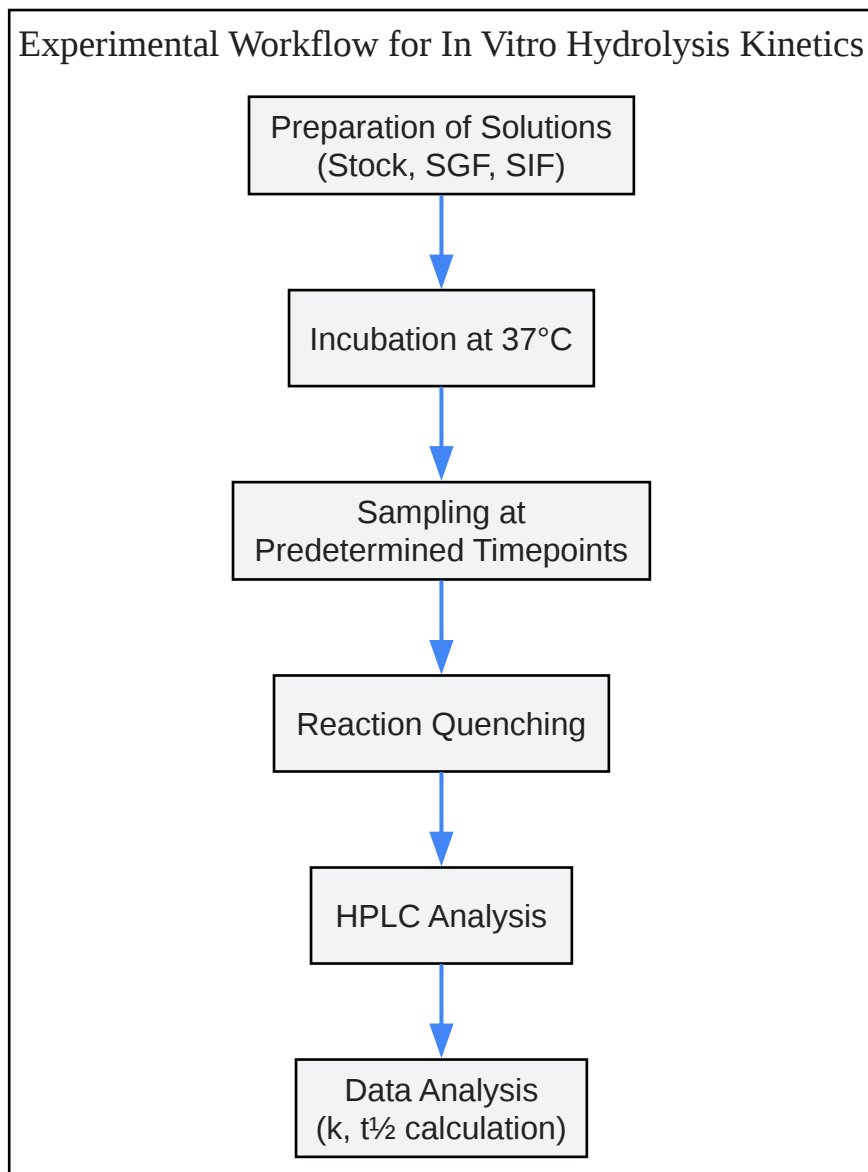 Experimental Workflow for In Vitro Hydrolysis Kinetics
Preparation of Solutions
(Stock, SGF, SIF)
Incubation at 37°C
Sampling at
Predetermined Timepoints
Reaction Quenching
HPLC Analysis
Data Analysis
(k, t½ calculation)